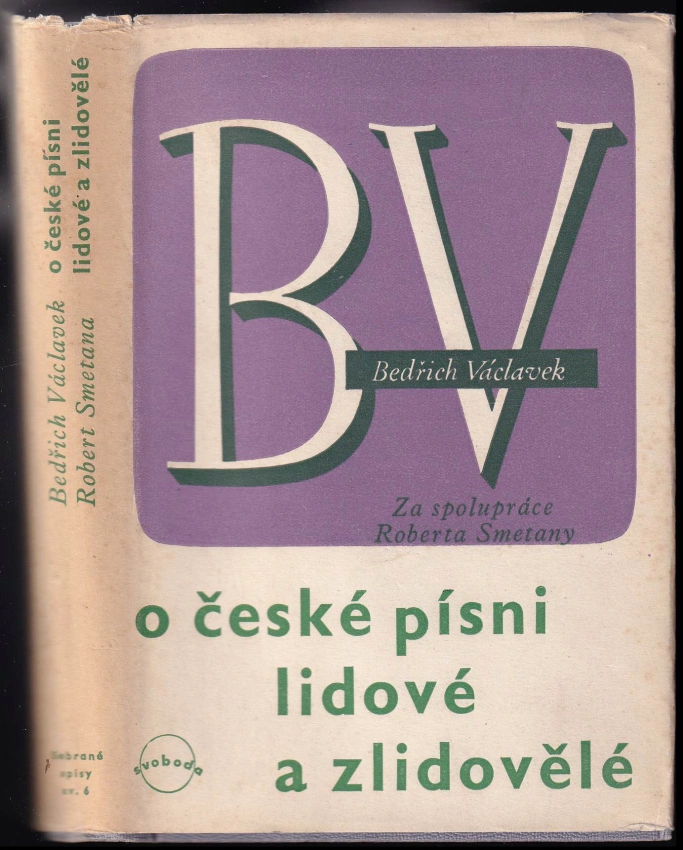 Bedřich Václavek
Robert Smetana
o české písni
lidové a zlidovělé
Sebrané
spisy
sv. 6
BV
Bedřich Václavek
Za spolupráce
Roberta Smetany
o české písni
lidové
a zlidovělé
svoboda